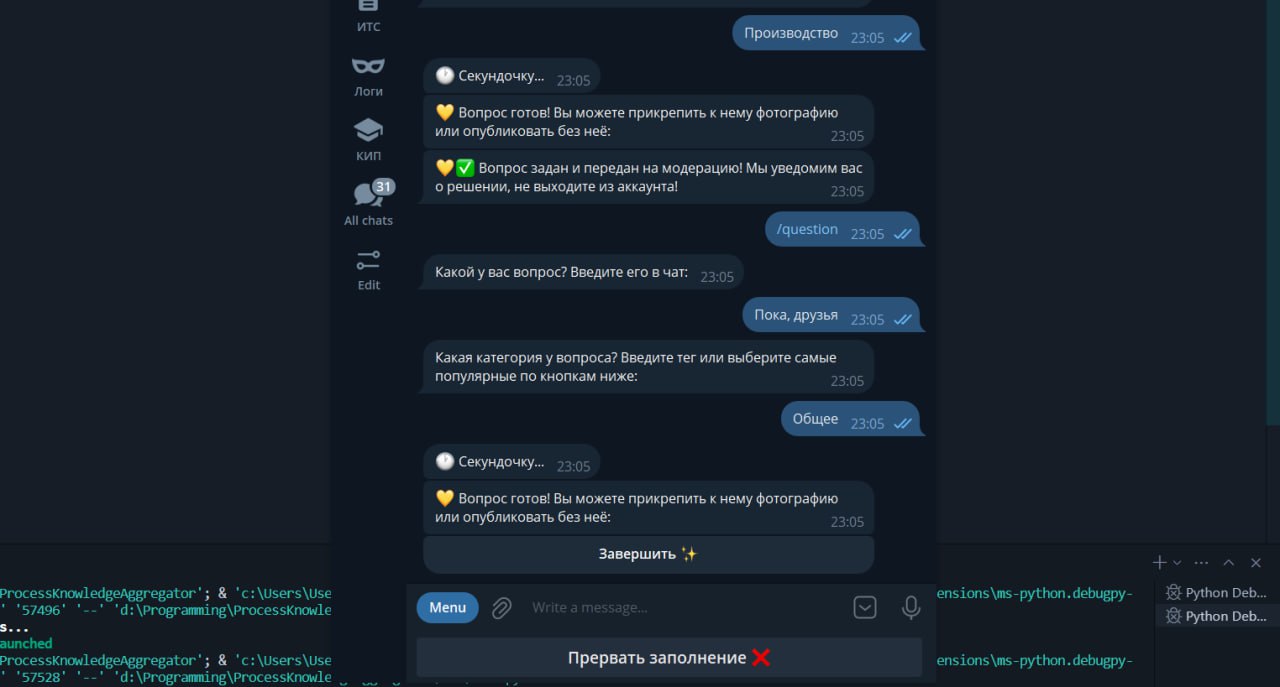 ИТС
Логи
КИП
31
All chats
Edit
Производство 23:05
Секундочку... 23:05
Вопрос готов! Вы можете прикрепить к нему фотографию
или опубликовать без неё: 23:05
Вопрос задан и передан на модерацию! Мы уведомим вас
о решении, не выходите из аккаунта! 23:05
/question 23:05
Какой у вас вопрос? Введите его в чат: 23:05
Пока, друзья 23:05
Какая категория у вопроса? Введите тег или выберите самые
популярные по кнопкам ниже: 23:05
Общее 23:05
Секундочку... 23:05
Вопрос готов! Вы можете прикрепить к нему фотографию
или опубликовать без неё: 23:05
Завершить
Menu Write a message...
Прервать заполнение
ProcessKnowledgeAggregator'; & 'c:\Users\Use
' '57496' '--' 'd:\Programming\ProcessKnowle
s...
aunched
ProcessKnowledgeAggregator'; & 'c:\Users\Use
' '57528' '--' 'd:\Programming\ProcessKnowle
ensions\ms-python.debugpy-
ensions\ms-python.debugpy-
Python Deb...
Python Deb...